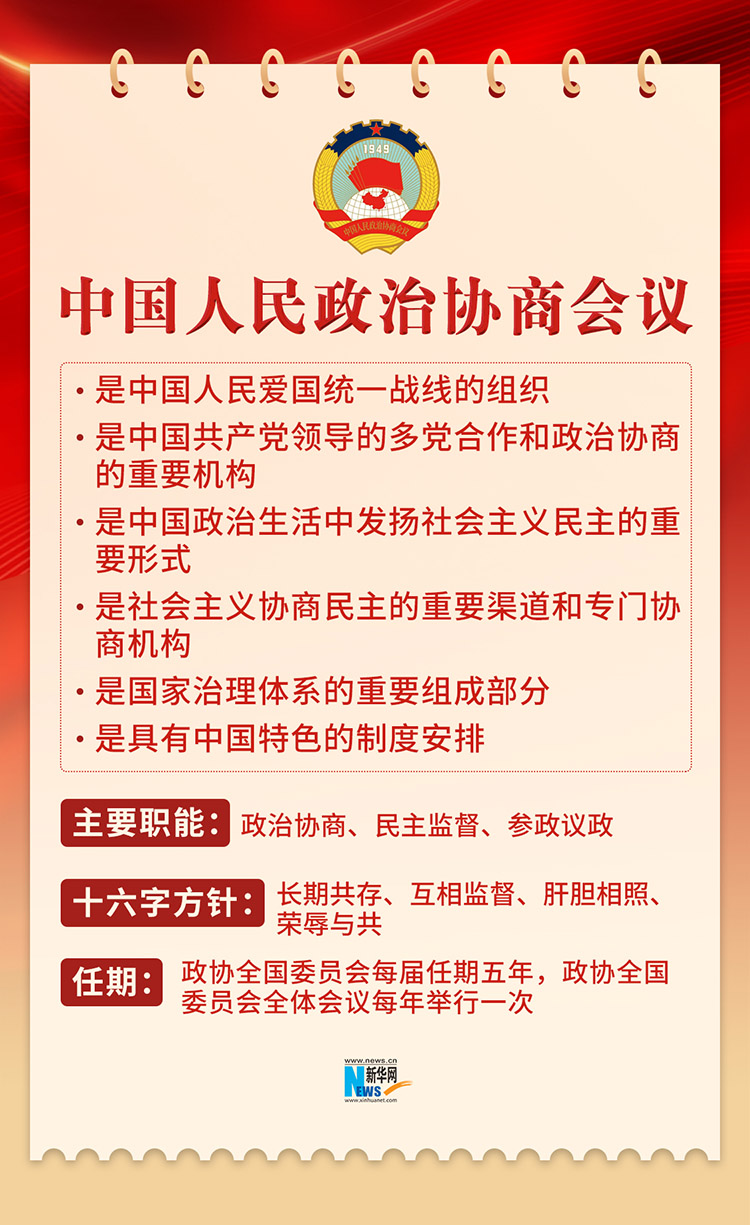 1949
中国人民政治协商会议
中国人民政治协商会议
·是中国人民爱国统一战线的组织
·是中国共产党领导的多党合作和政治协商
的重要机构
·是中国政治生活中发扬社会主义民主的重
要形式
·是社会主义协商民主的重要渠道和专门协
商机构
·是国家治理体系的重要组成部分
·是具有中国特色的制度安排
主要职能：政治协商、民主监督、参政议政
十六字方针：长期共存、互相监督、肝胆相照、
荣辱与共
任期：政协全国委员会每届任期五年，政协全国
委员会全体会议每年举行一次
www.news.cn
新华网
NEWS
www.xinhuanet.com